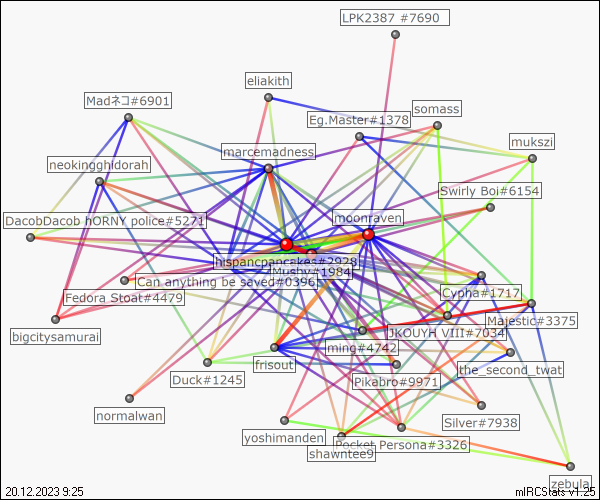 LPK2387 #7690
eliakith
Madネコ#6901
somass
Eg.Master#1378
mukszi
marcemadness
neokingghidorah
Swirly Boi#6154
moonraven
DacobDacob hORNY police#5271
hispancpancakes#2928
Mushy#1984
Can anything be saved#0396
Cypha#1717
Fedora Stoat#4479
Majestic#3375
bigcitysamurai
JKOUYH VIII#7034
ming#4742
frisout
the_second_twat
Duck#1245
Pikabro#9971
normalwan
Silver#7938
yoshimanden
Pocket Persona#3326
shawntee9
zebula
20.12.2023 9:25
mIRCStats v1.25